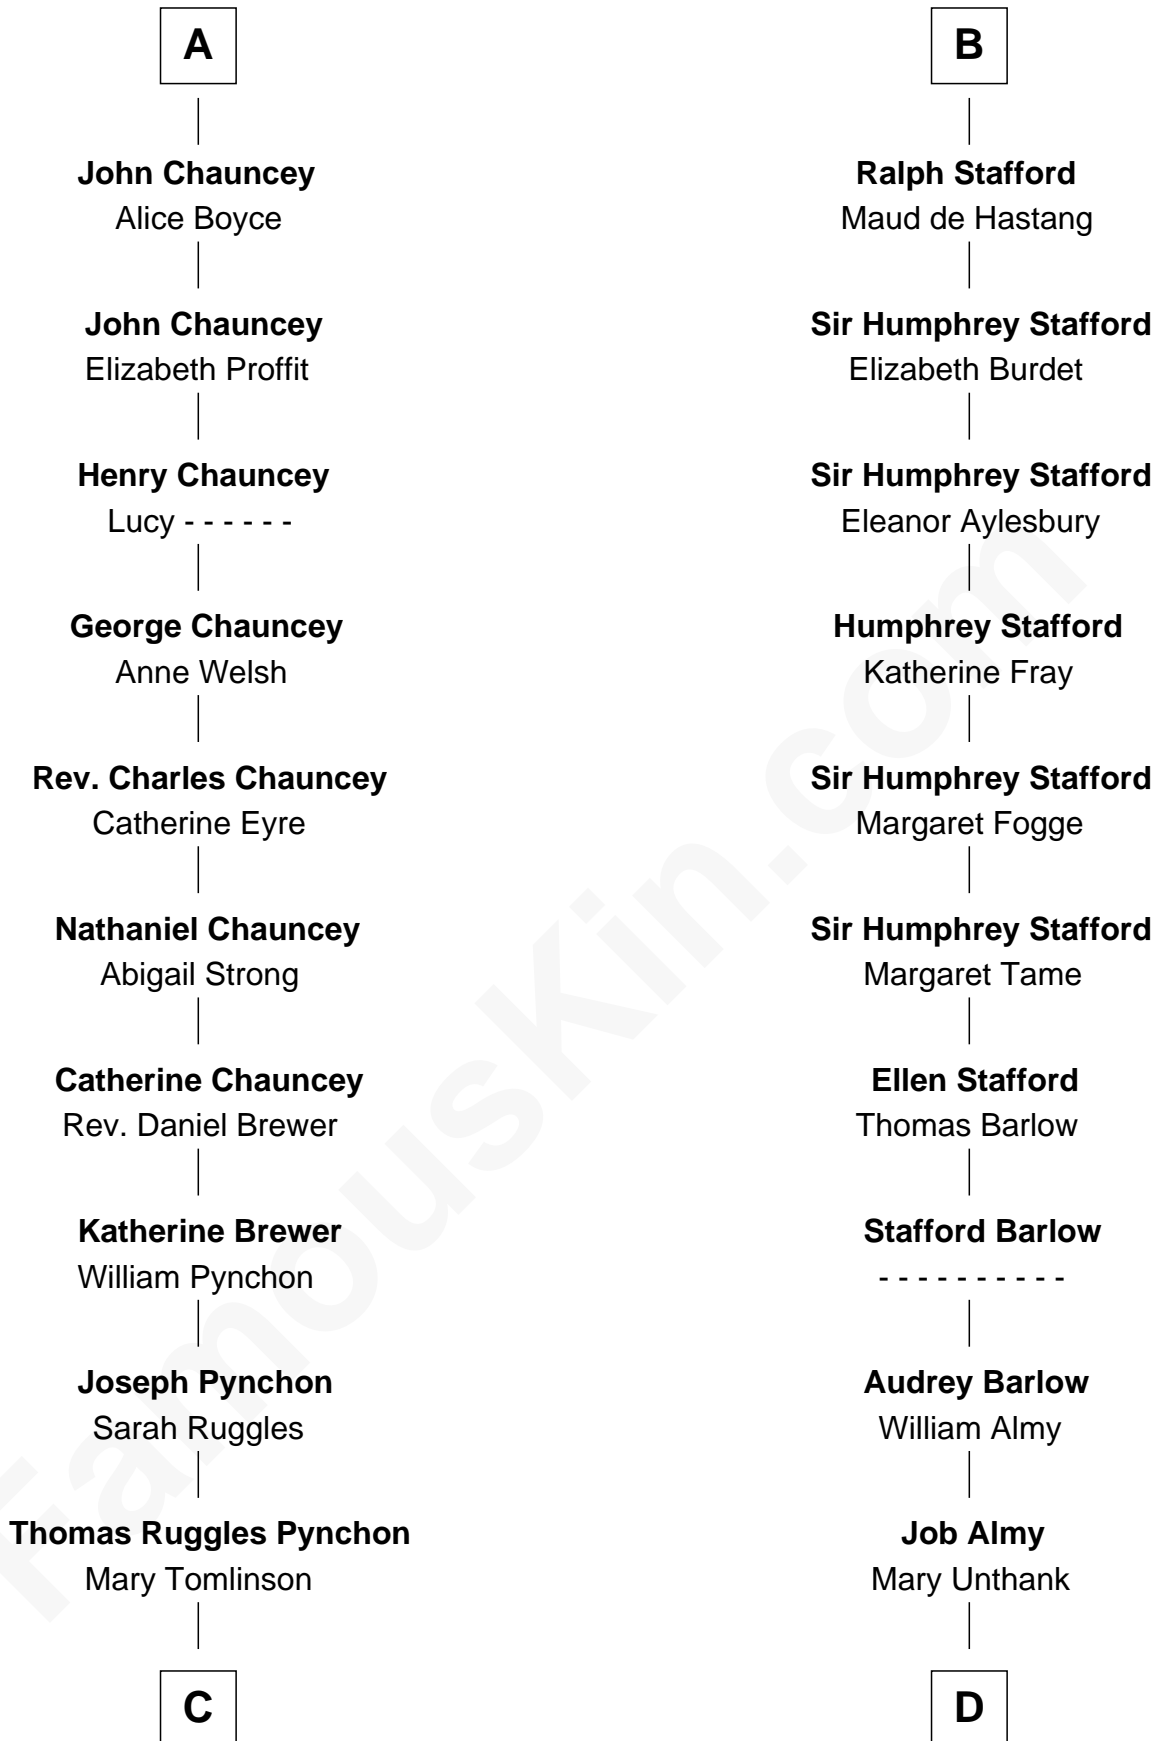 A
John Chauncey
Alice Boyce
John Chauncey
Elizabeth Proffit
Henry Chauncey
Lucy - - - - - -
George Chauncey
Anne Welsh
Rev. Charles Chauncey
Catherine Eyre
Nathaniel Chauncey
Abigail Strong
Catherine Chauncey
Rev. Daniel Brewer
Katherine Brewer
William Pynchon
Joseph Pynchon
Sarah Ruggles
Thomas Ruggles Pynchon
Mary Tomlinson
C
B
Ralph Stafford
Maud de Hastang
Sir Humphrey Stafford
Elizabeth Burdet
Sir Humphrey Stafford
Eleanor Aylesbury
Humphrey Stafford
Katherine Fray
Sir Humphrey Stafford
Margaret Fogge
Sir Humphrey Stafford
Margaret Tame
Ellen Stafford
Thomas Barlow
Stafford Barlow
- - - - - - - - - -
Audrey Barlow
William Almy
Job Almy
Mary Unthank
D
FamousKin.com